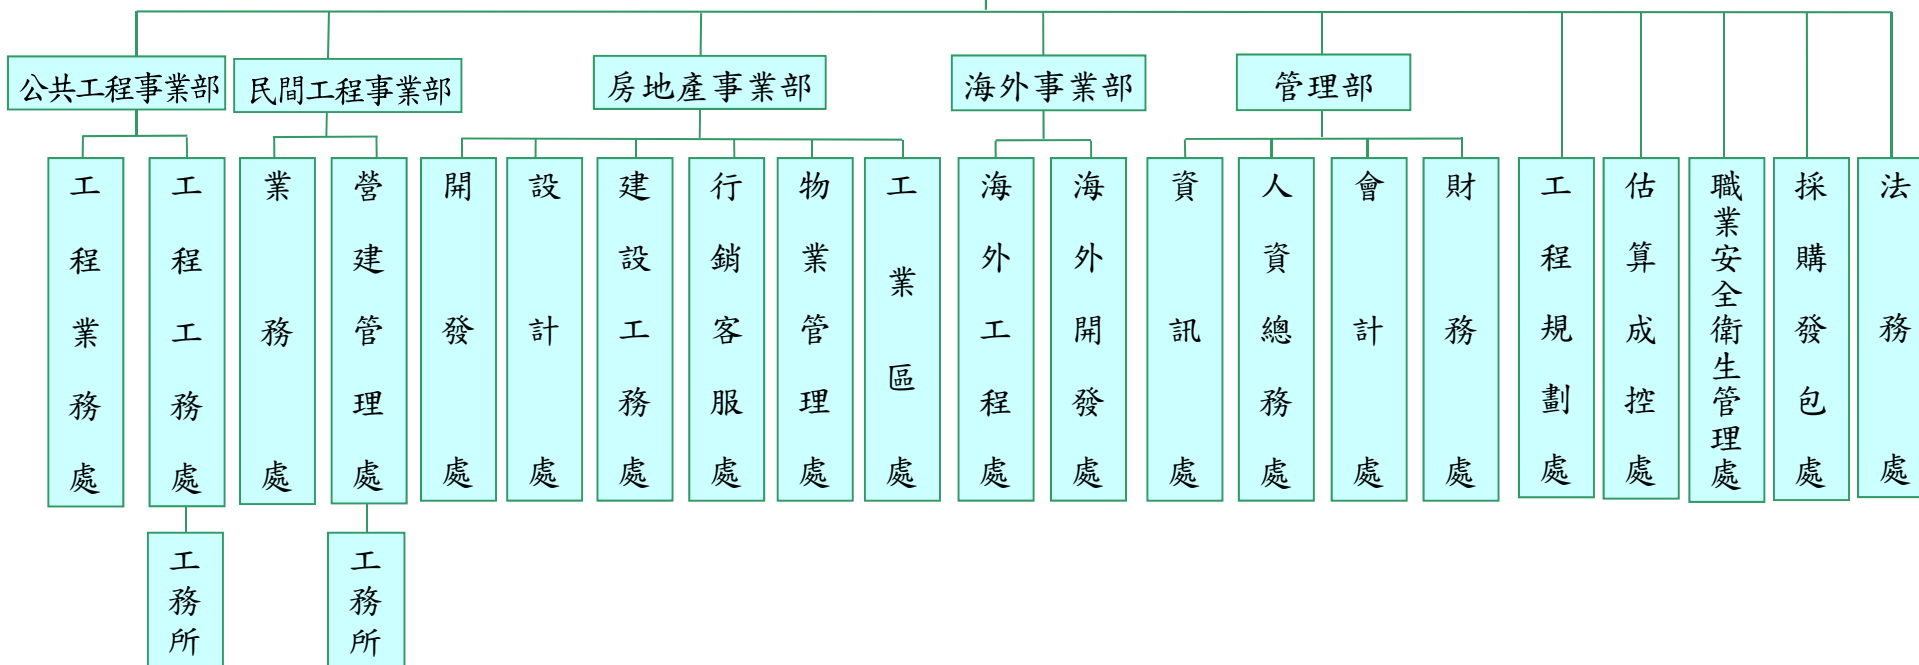 公共工程事業部
民間工程事業部
房地產事業部
海外事業部
管理部
工程業務處
工程工務處
業務處
營建管理處
開發處
設計處
建設工務處
行銷客服處
物業管理處
工業區處
海外工程處
海外開發處
資訊處
人資總務處
會計處
財務處
工程規劃處
估算成控處
職業安全衛生管理處
採購發包處
法務處
工務所
工務所